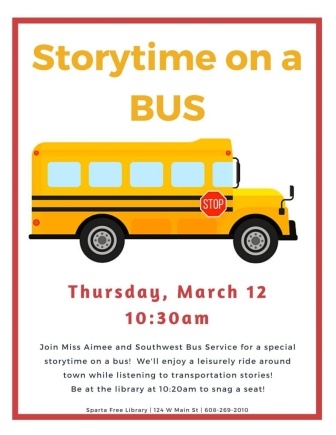 Storytime on a
BUS
STOP
Thursday, March 12
10:30am
Join Miss Aimee and Southwest Bus Service for a special
storytime on a bus! We'll enjoy a leisurely ride around
town while listening to transportation stories!
Be at the library at 10:20am to snag a seat!
Sparta Free Library | 124 W Main St | 608-269-2010